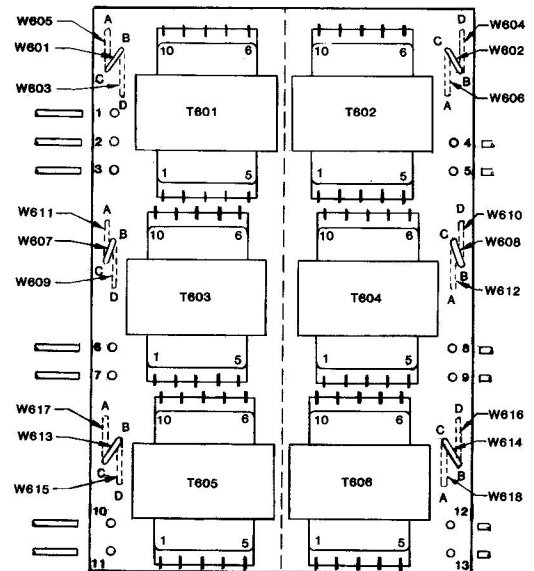 W605 A D W604
W601 B 10 6 10 6 C W602
C
W603 D T601 T602 A W606
1
2 4
3 1 5 1 5 5
W611 A D W610
W607 B 10 6 10 6 C W608
C B
W609 D T603 T604 A W612
6 1 5 1 5 8
7 9
W617 A D W616
W613 B 10 6 10 6 C W614
C B
W615 D T605 T606 A W618
10 12
1 5 1 5
11 13